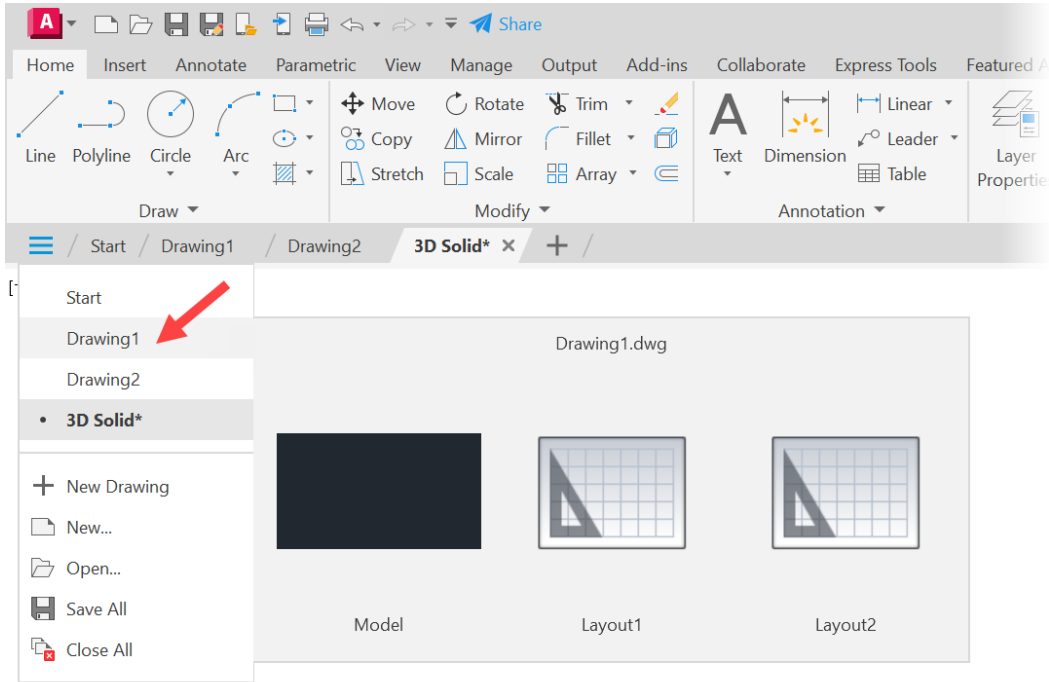 A Share
Home Insert Annotate Parametric View Manage Output Add-ins Collaborate Express Tools Featured A
Move Rotate Trim Linear
Copy Mirror Fillet Leader
Line Polyline Circle Arc Text Dimension Layer
Stretch Scale Array Table Propertie
Draw Modify Annotation
Start Drawing1 Drawing2 3D Solid*
Start
Drawing1 Drawing1.dwg
Drawing2
3D Solid*
New Drawing
New...
Open...
Save All Model Layout1 Layout2
Close All